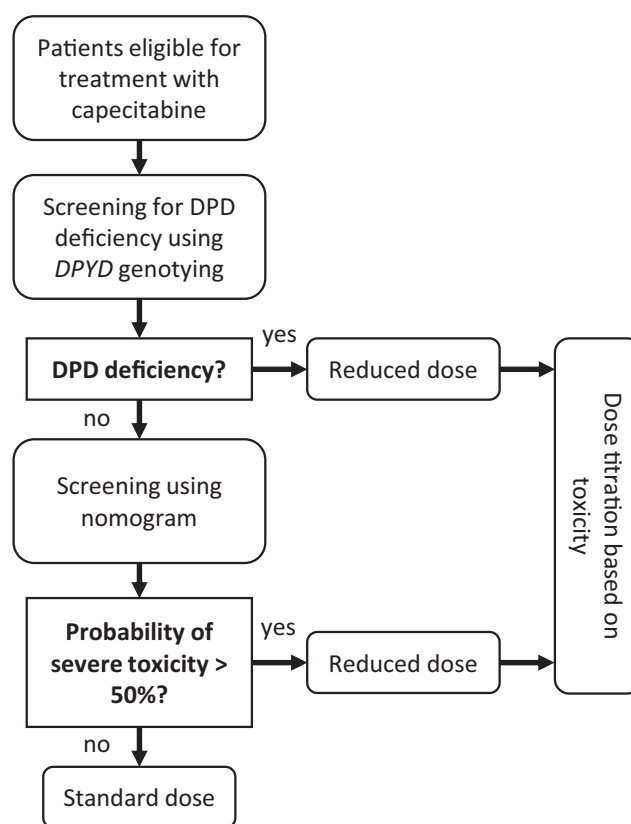 Patients eligible for
treatment with
capecitabine
Screening for DPD
deficiency using
DPYD genotying
DPD deficiency?
yes
Reduced dose
no
Screening using
nomogram
Probability of
severe toxicity >
50%?
yes
Reduced dose
no
Standard dose
Dose titration based on
toxicity